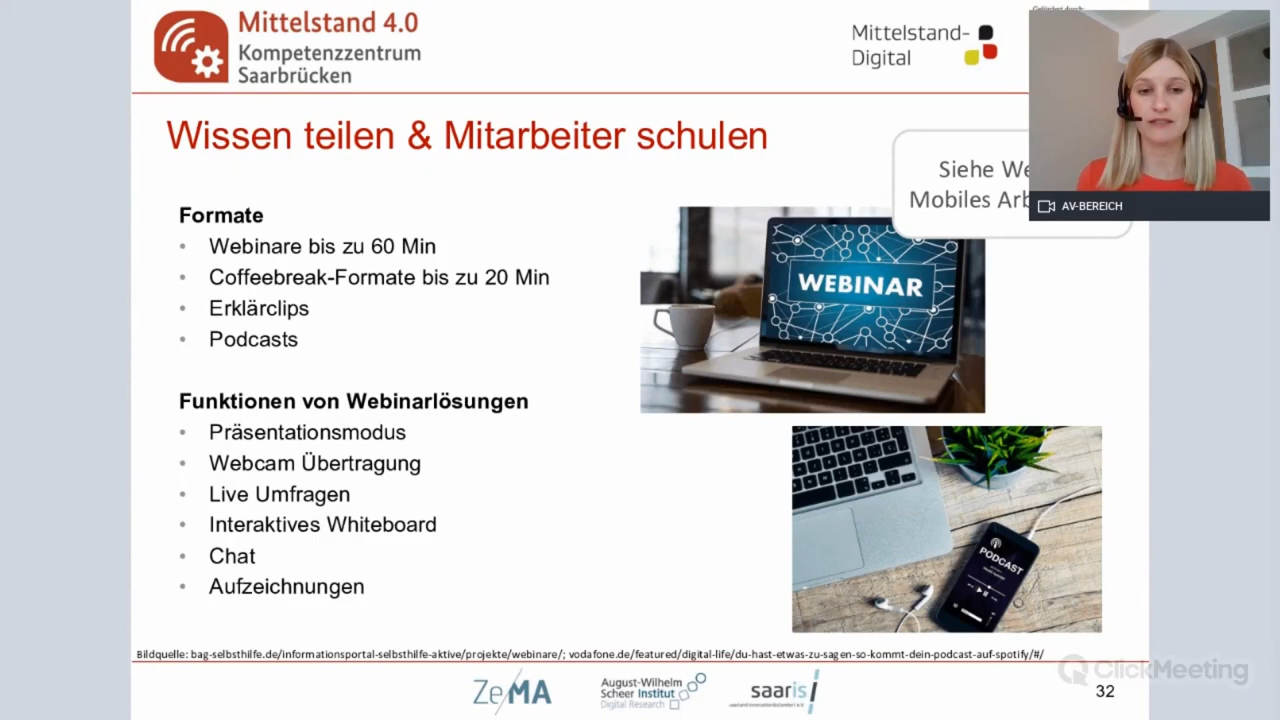 Mittelstand 4.0
Kompetenzzentrum
Saarbrücken
Mittelstand-
Digital
Gefördert durch:
Wissen teilen & Mitarbeiter schulen
Siehe We
Mobiles Arb
AV-BEREICH
Formate
• Webinare bis zu 60 Min
• Coffeebreak-Formate bis zu 20 Min
• Erklärclips
• Podcasts
WEBINAR
Funktionen von Webinarlösungen
• Präsentationsmodus
• Webcam Übertragung
• Live Umfragen
• Interaktives Whiteboard
• Chat
• Aufzeichnungen
PODCAST
Bildquelle: bag-selbsthilfe.de/informationsportal-selbsthilfe-aktive/projekte/webinare/; vodafone.de/featured/digital-life/du-hast-etwas-zu-sagen-so-kommt-dein-podcast-auf-spotify/#/
ClickMeeting
ZeMA
August-Wilhelm
Scheer Institut
Digital Research
saaris
32